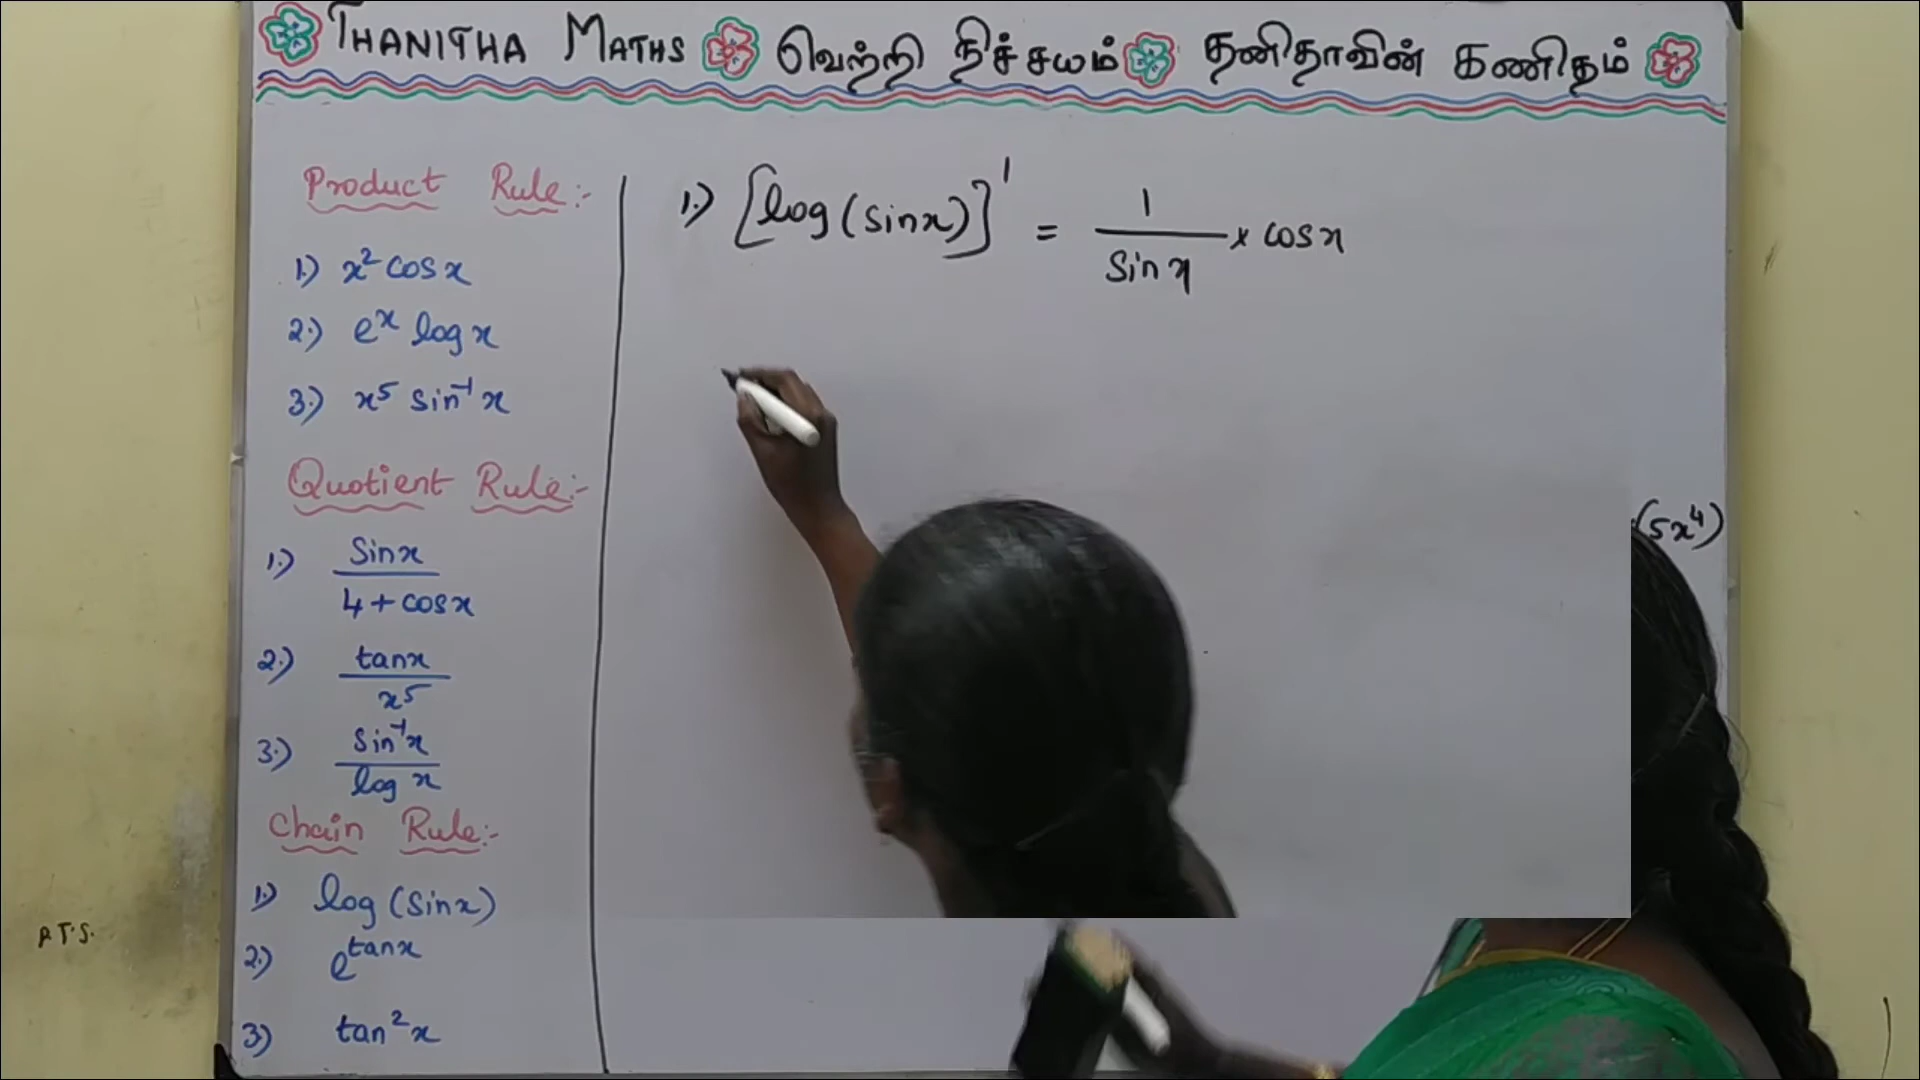 THANITHA MATHS வெற்றி நிச்சயம் தனிதாவின் கணிதம்
Product Rule:-
1.) x² cos x
2.) eˣ log x
3.) x⁵ sin⁻¹ x
Quotient Rule:-
1.) Sin x / 4 + cos x
2.) tan x / x⁵
3.) sin⁻¹ x / log x
Chain Rule:-
1.) log (sin x)
2.) e^tan x
3.) tan² x
1.) [log (sin x)]' = 1 / Sin x × cos x
(5x⁴)
P.T.S.